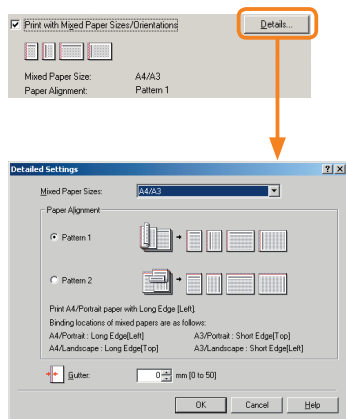 Print with Mixed Paper Sizes/Orientations
Details...
Mixed Paper Size: A4/A3
Paper Alignment: Pattern 1
Detailed Settings
Mixed Paper Sizes: A4/A3
Paper Alignment
Pattern 1
Pattern 2
Print A4/Portrait paper with Long Edge [Left].
Binding locations of mixed papers are as follows:
A4/Portrait : Long Edge[Left] A3/Portrait : Short Edge[Top]
A4/Landscape : Long Edge[Top] A3/Landscape : Short Edge[Left]
Gutter: 0 mm [0 to 50]
OK Cancel Help